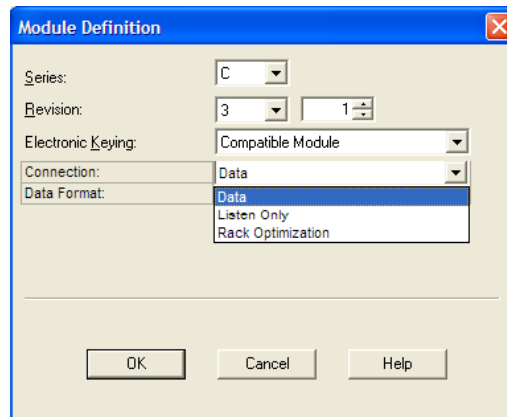 Module Definition
Series: C
Revision: 3 1
Electronic Keying: Compatible Module
Connection: Data
Data Format: Data
Listen Only
Rack Optimization
OK Cancel Help